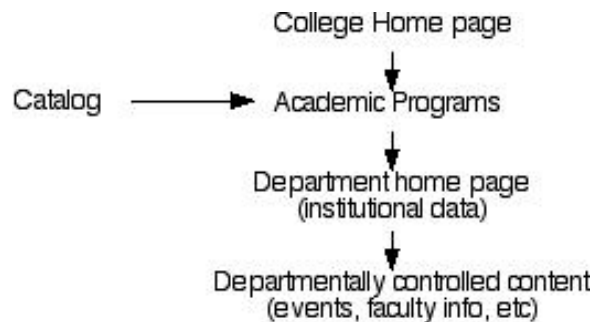 College Home page
Catalog
Academic Programs
Department home page
(institutional data)
Departmentally controlled content
(events, faculty info, etc)